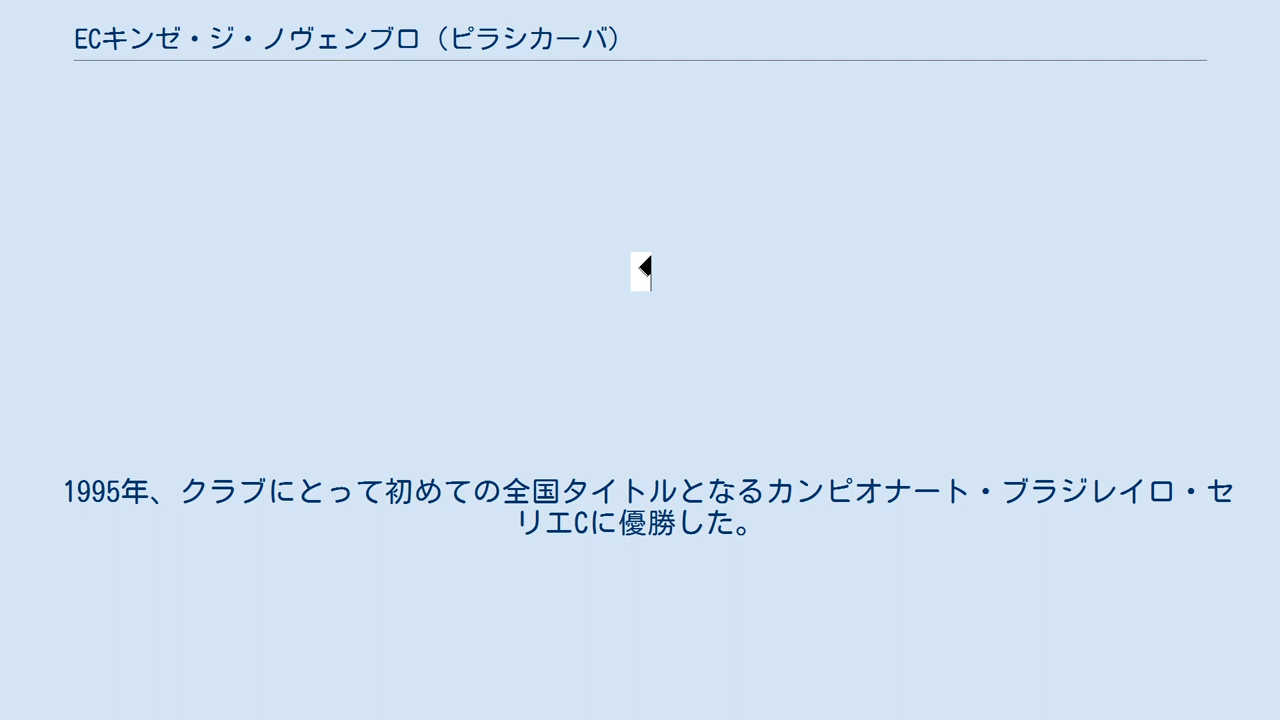 ECキンゼ・ジ・ノヴェンブロ（ピラシカーバ）
1995年、クラブにとって初めての全国タイトルとなるカンピオナート・ブラジレイロ・セ
リエCに優勝した。